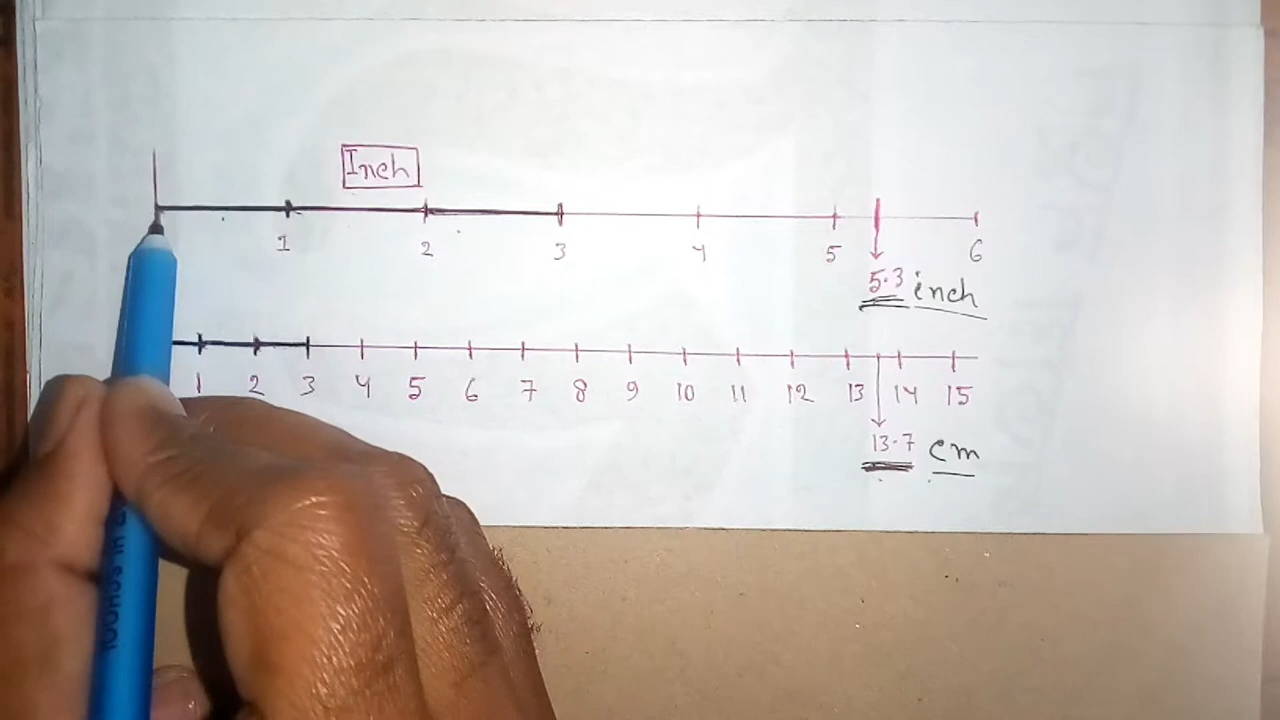 Inch
1 2 3 4 5 6
5.3 inch
1 2 3 4 5 6 7 8 9 10 11 12 13 14 15
13.7 cm